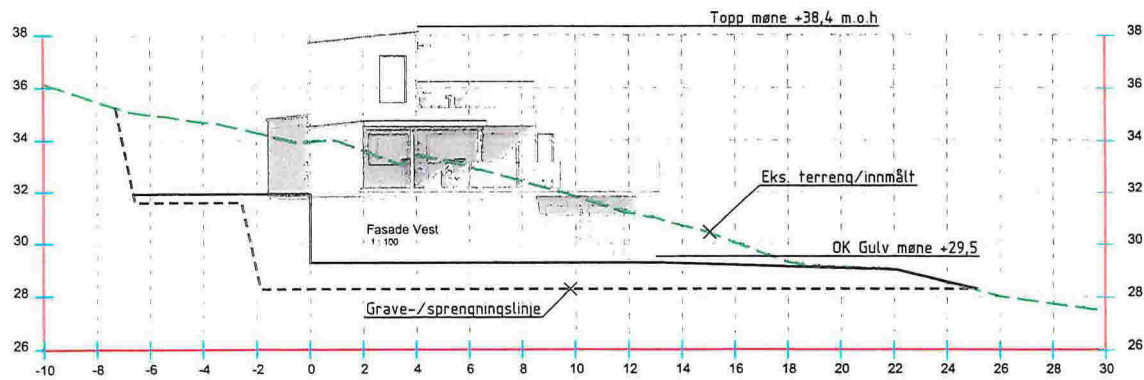 Topp møne +38,4 m.o.h
38 38
36 36
34 34
Eks. terreng/innmålt
32 32
Fasade Vest
1 : 100
30 30
OK Gulv møne +29,5
28 28
Grave-/sprengningslinje
26 26
-10 -8 -6 -4 -2 0 2 4 6 8 10 12 14 16 18 20 22 24 26 28 30